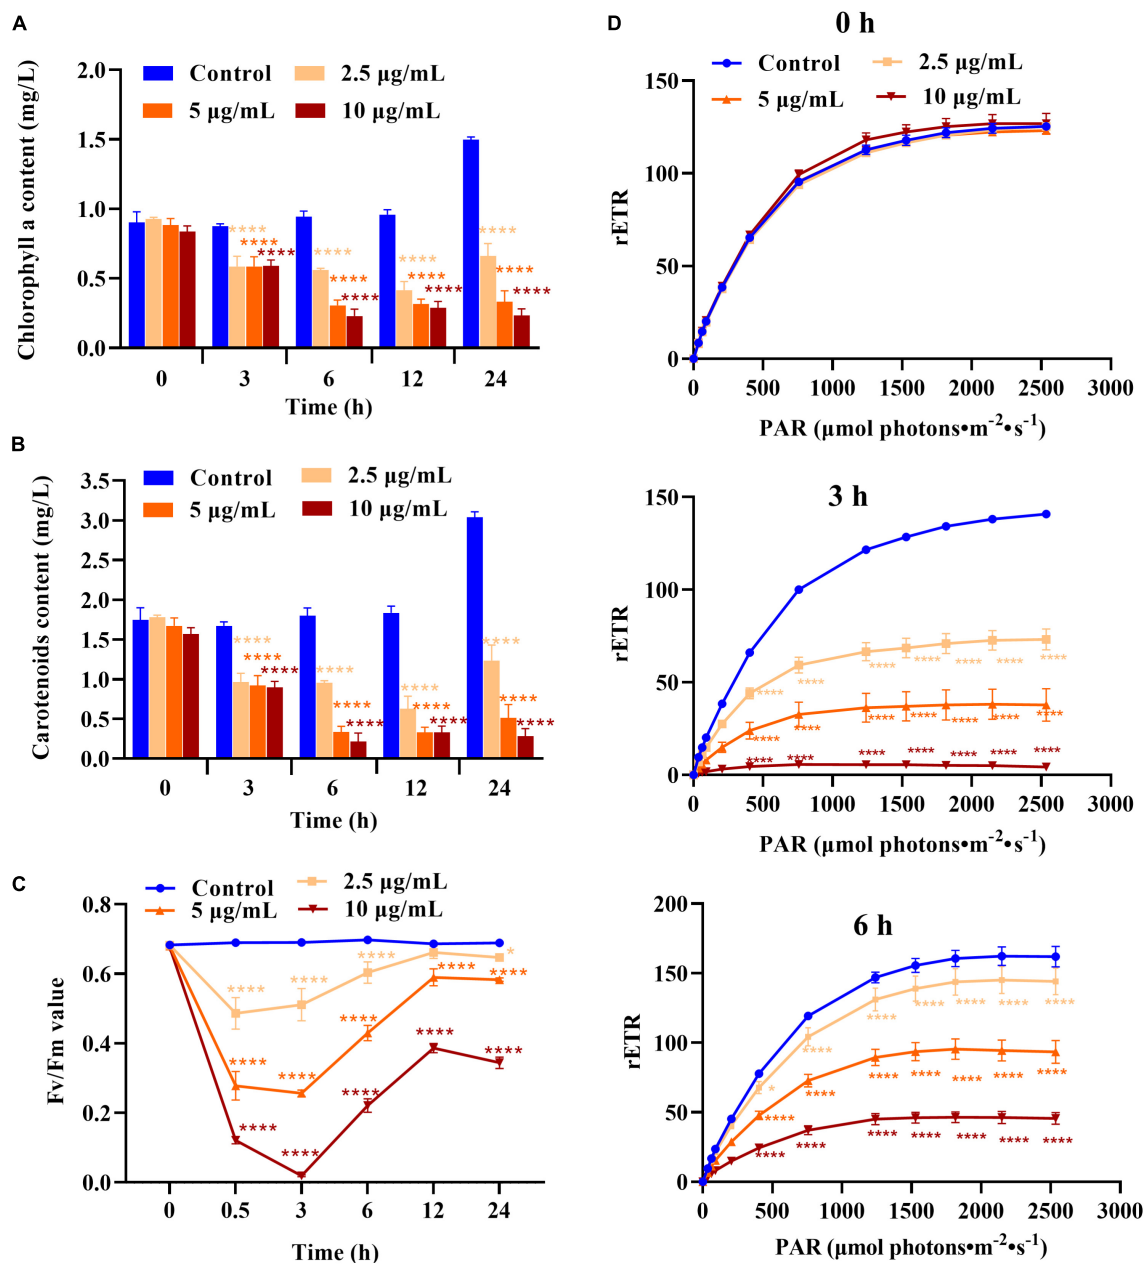 A
Chlorophyll a content (mg/L)
Control
2.5 µg/mL
5 µg/mL
10 µg/mL
2.0
1.5
1.0
0.5
0.0
**** **** ****
**** **** ****
**** **** ****
**** **** ****
0 3 6 12 24
Time (h)
B
Carotenoids content (mg/L)
Control
2.5 µg/mL
5 µg/mL
10 µg/mL
3.5
3.0
2.5
2.0
1.5
1.0
0.5
0.0
**** **** ****
**** **** ****
**** **** ****
**** **** ****
0 3 6 12 24
Time (h)
C
Fv/Fm value
Control
2.5 µg/mL
5 µg/mL
10 µg/mL
0.8
0.6
0.4
0.2
0.0
**** **** **** *
**** **** **** **** ****
**** **** **** **** ****
0 0.5 3 6 12 24
Time (h)
D
0 h
Control
2.5 µg/mL
5 µg/mL
10 µg/mL
rETR
150
100
50
0
0 500 1000 1500 2000 2500 3000
PAR (µmol photons•m-2•s-1)
3 h
rETR
150
100
50
0
**** **** **** **** **** **** ****
**** **** **** **** **** **** ****
**** **** **** **** **** **** ****
0 500 1000 1500 2000 2500 3000
PAR (µmol photons•m-2•s-1)
6 h
rETR
200
150
100
50
0
* **** **** **** **** **** ****
**** **** **** **** **** **** ****
**** **** **** **** **** **** ****
0 500 1000 1500 2000 2500 3000
PAR (µmol photons•m-2•s-1)